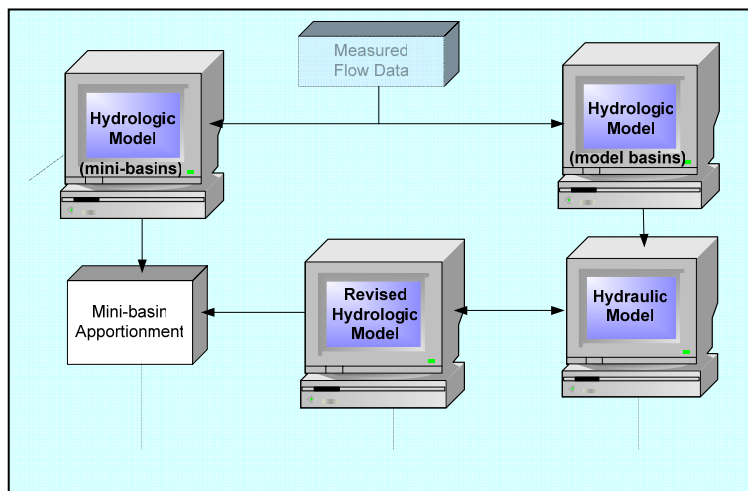 Measured
Flow Data
Hydrologic
Model
(mini-basins)
Hydrologic
Model
(model basins)
Mini-basin
Apportionment
Revised
Hydrologic
Model
Hydraulic
Model